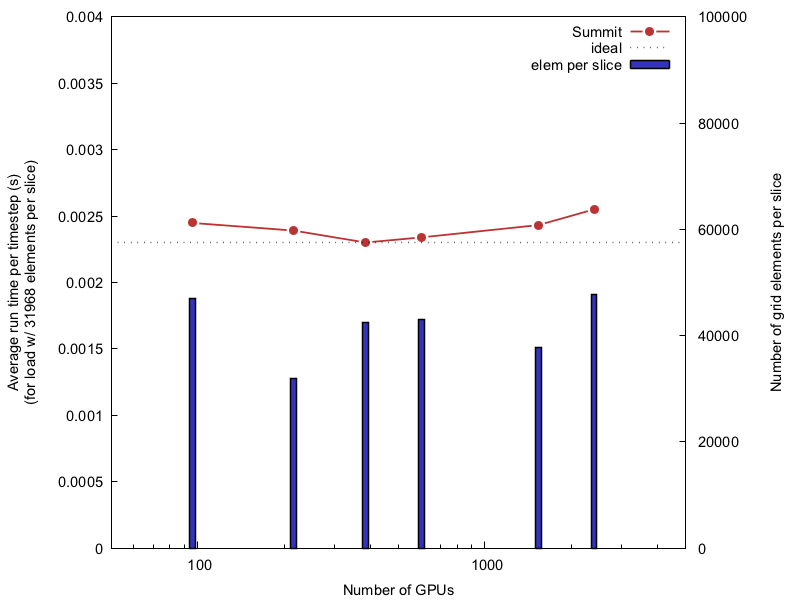 0.004
0.0035
0.003
0.0025
0.002
0.0015
0.001
0.0005
0
Average run time per timestep (s)
(for load w/ 31968 elements per slice)
Summit
ideal
elem per slice
100000
80000
60000
40000
20000
0
Number of grid elements per slice
100
1000
Number of GPUs